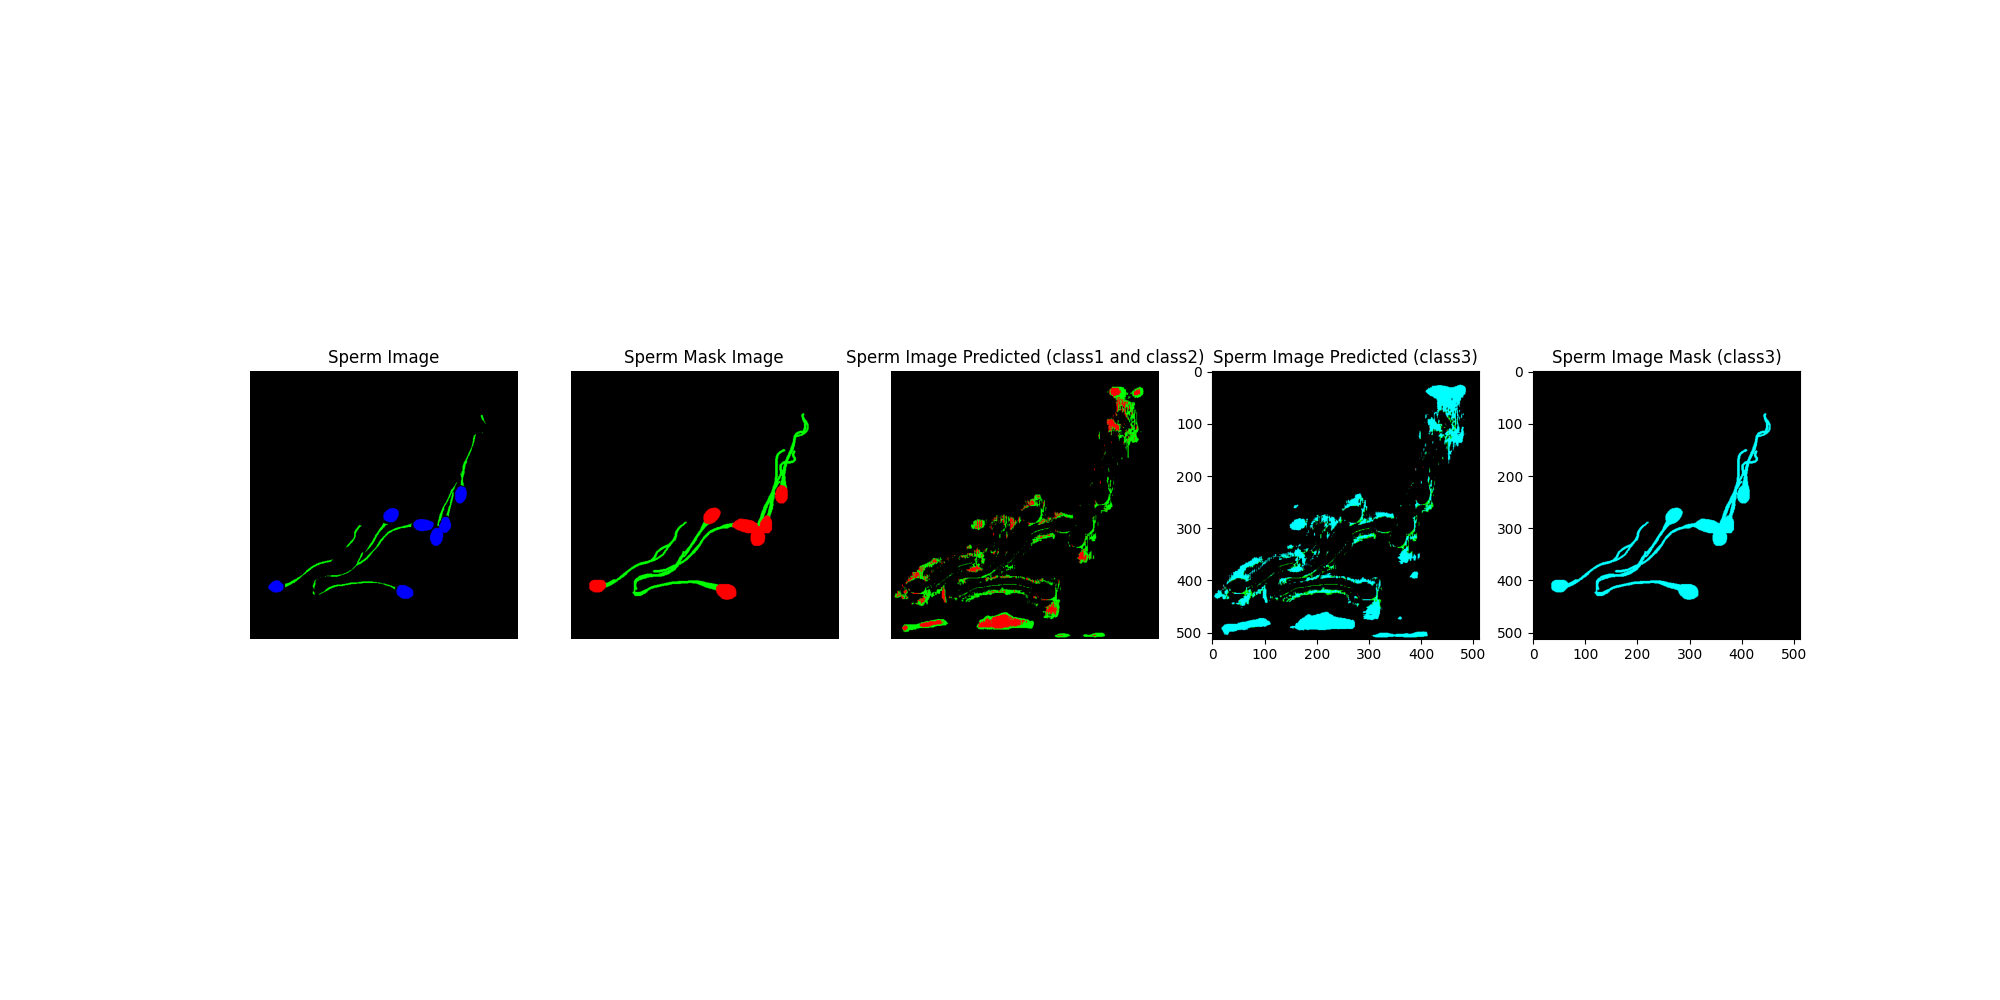 Sperm Image
Sperm Mask Image
Sperm Image Predicted (class1 and class2)
Sperm Image Predicted (class3)
Sperm Image Mask (class3)
0
100
200
300
400
500
0 100 200 300 400 500
0
100
200
300
400
500
0 100 200 300 400 500